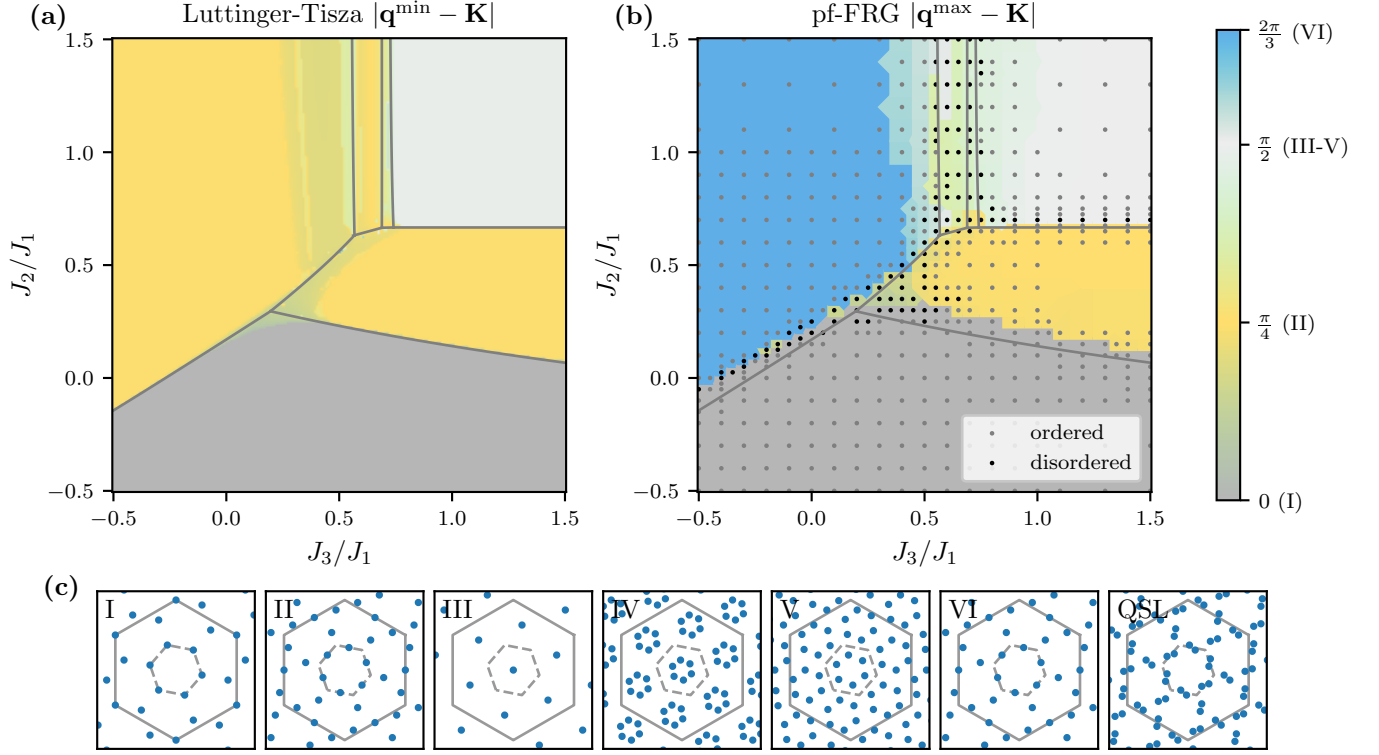 (a) Luttinger-Tisza |q^min − K|
(b) pf-FRG |q^max − K|
1.5
1.0
0.5
0.0
−0.5
J2/J1
−0.5 0.0 0.5 1.0 1.5
J3/J1
1.5
1.0
0.5
0.0
−0.5
J2/J1
−0.5 0.0 0.5 1.0 1.5
J3/J1
ordered
disordered
2π/3 (VI)
π/2 (III-V)
π/4 (II)
0 (I)
(c)
I II III IV V VI QSL